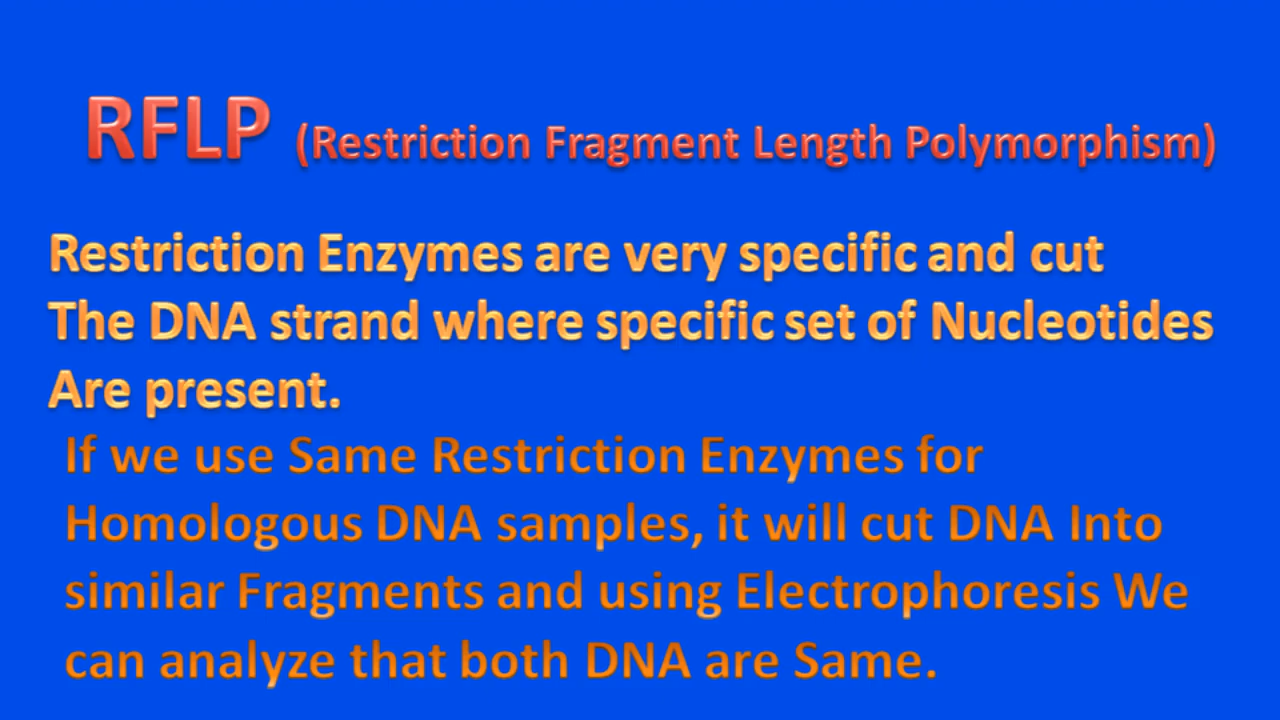 RFLP (Restriction Fragment Length Polymorphism)
Restriction Enzymes are very specific and cut
The DNA strand where specific set of Nucleotides
Are present.
If we use Same Restriction Enzymes for
Homologous DNA samples, it will cut DNA Into
similar Fragments and using Electrophoresis We
can analyze that both DNA are Same.